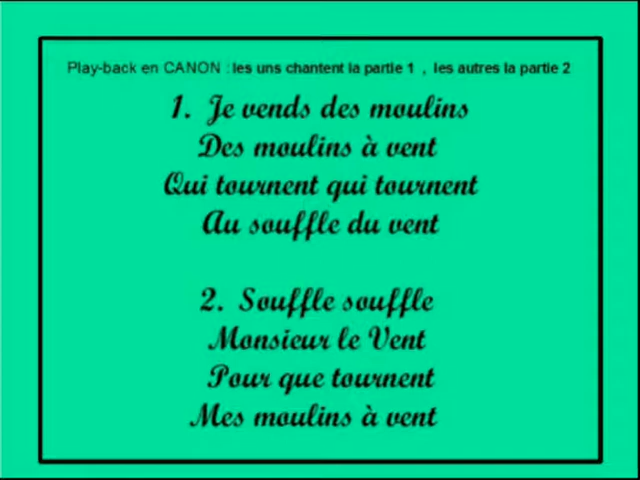 Play-back en CANON : les uns chantent la partie 1 , les autres la partie 2
1. Je vends des moulins
Des moulins à vent
Qui tournent qui tournent
Au souffle du vent
2. Souffle souffle
Monsieur le Vent
Pour que tournent
Mes moulins à vent